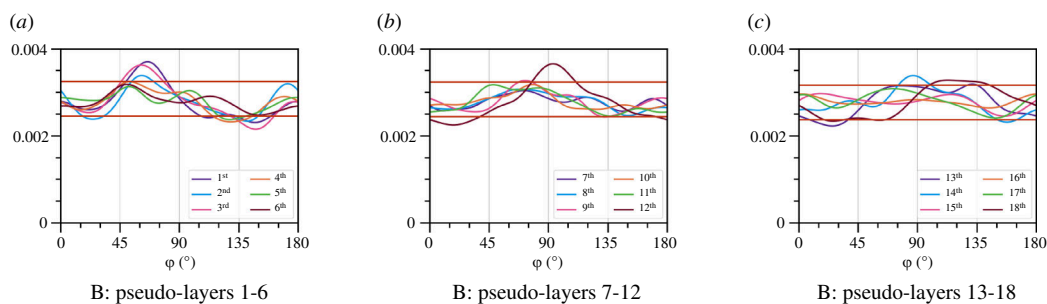 (a)
0.004
0.002
0
1st
2nd
3rd
4th
5th
6th
0
45
90
135
180
φ (°)
B: pseudo-layers 1-6
(b)
0.004
0.002
0
7th
8th
9th
10th
11th
12th
0
45
90
135
180
φ (°)
B: pseudo-layers 7-12
(c)
0.004
0.002
0
13th
14th
15th
16th
17th
18th
0
45
90
135
180
φ (°)
B: pseudo-layers 13-18